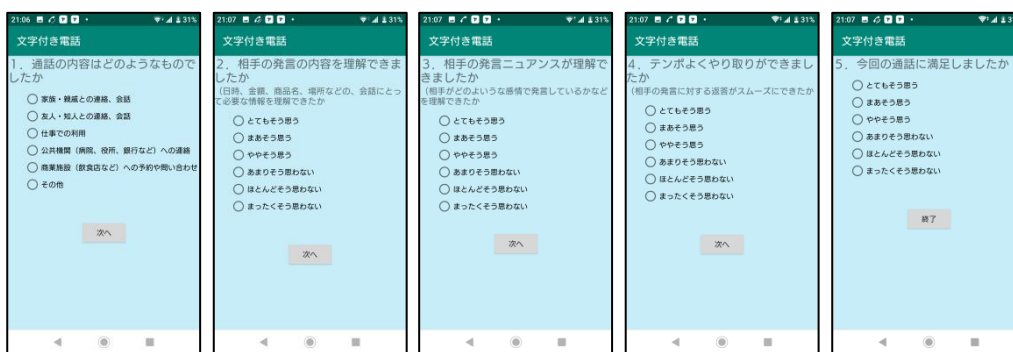 21:06
31%
文字付き電話
1．通話の内容はどのようなもので
したか
家族・親戚との連絡、会話
友人・知人との連絡、会話
仕事での利用
公共機関（病院、役所、銀行など）への連絡
商業施設（飲食店など）への予約や問い合わせ
その他
次へ
21:07
31%
文字付き電話
2．相手の発言の内容を理解できま
したか
（日時、金額、商品名、場所などの、会話にとっ
て必要な情報を理解できたか
とてもそう思う
まあそう思う
ややそう思う
あまりそう思わない
ほとんどそう思わない
まったくそう思わない
次へ
21:07
31%
文字付き電話
3．相手の発言ニュアンスが理解で
きましたか
（相手がどのよいうな感情で発言しているかなど
を理解できたか
とてもそう思う
まあそう思う
ややそう思う
あまりそう思わない
ほとんどそう思わない
まったくそう思わない
次へ
21:07
31%
文字付き電話
4．テンポよくやり取りができまし
たか
（相手の発言に対する返答がスムーズにできたか
とてもそう思う
まあそう思う
ややそう思う
あまりそう思わない
ほとんどそう思わない
まったくそう思わない
次へ
21:07
文字付き電話
5．今回の通話に満足しましたか
とてもそう思う
まあそう思う
ややそう思う
あまりそう思わない
ほとんどそう思わない
まったくそう思わない
終了